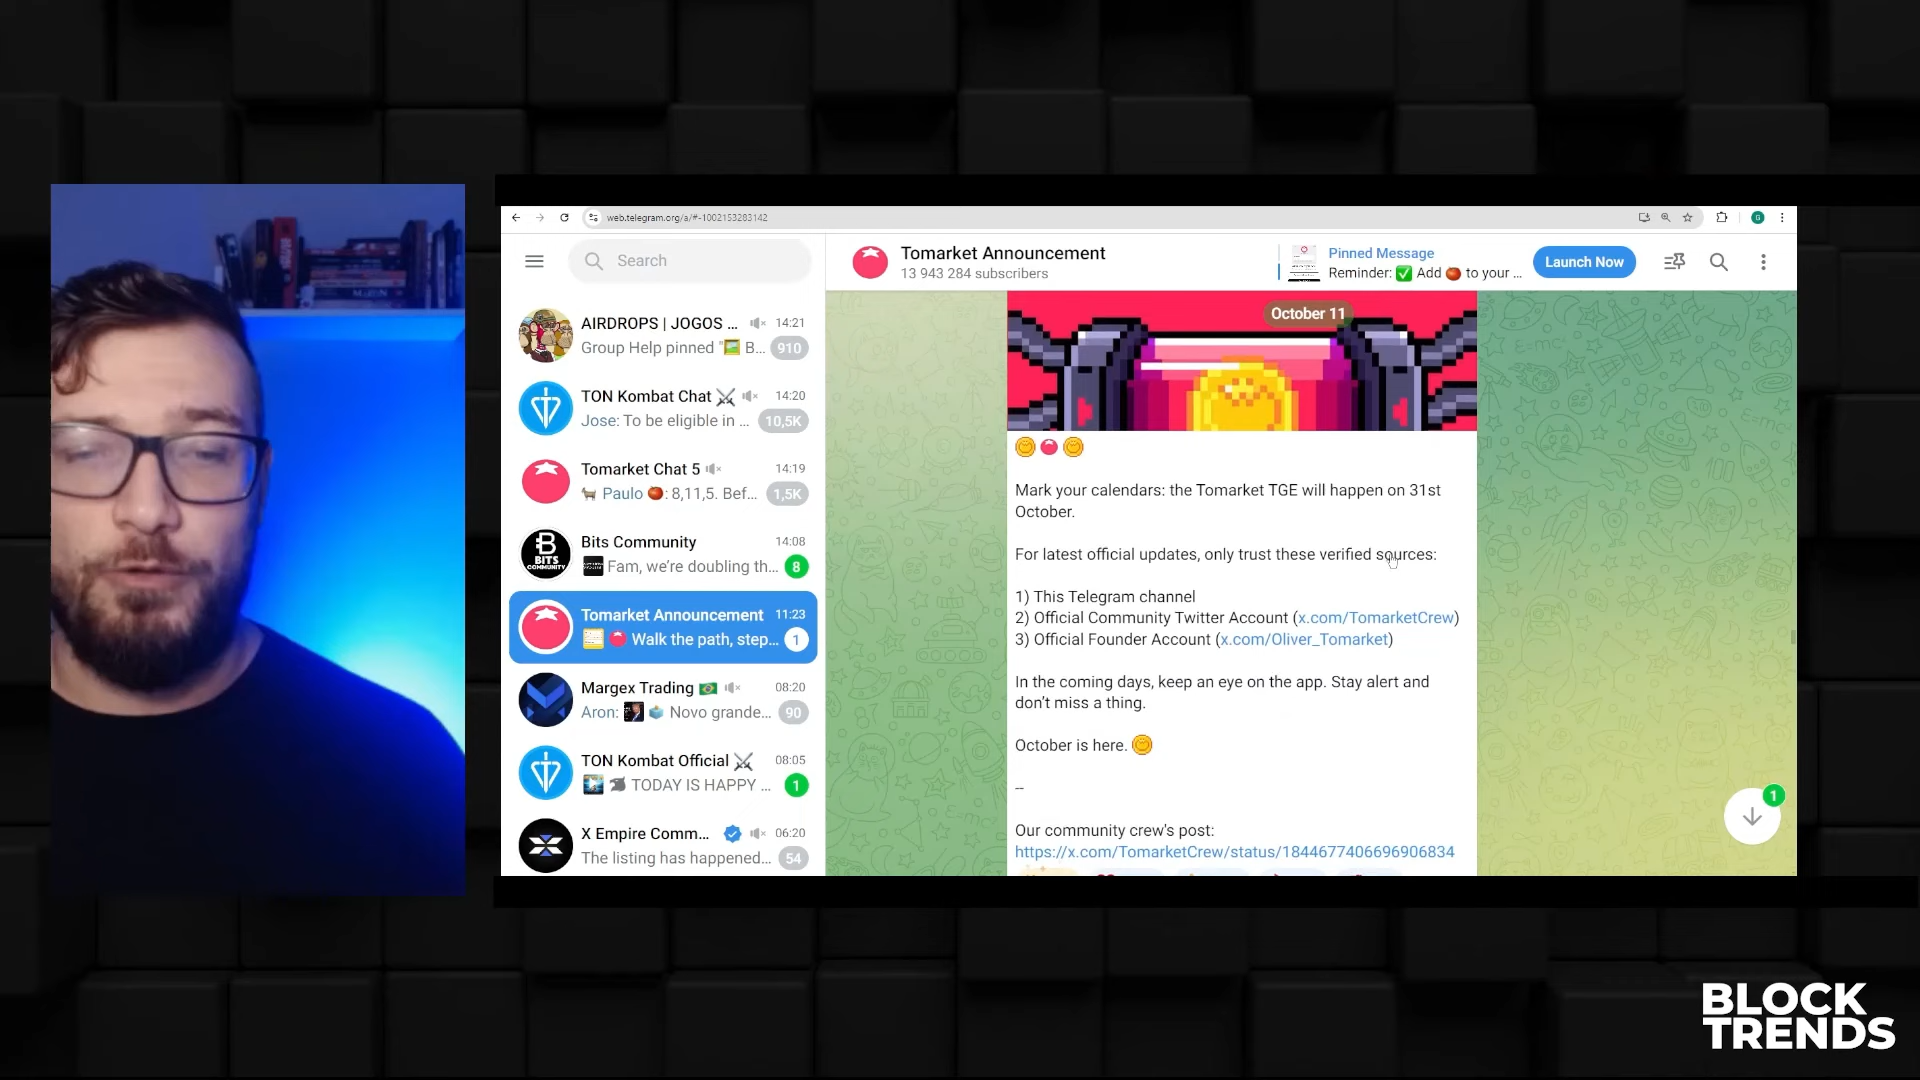 web.telegram.org/a/#-1002153283142
Search
AIRDROPS | JOGOS ... 14:21
Group Help pinned "🖼 B... 910
TON Kombat Chat ⚔ 14:20
Jose: To be eligible in ... 10,5K
Tomarket Chat 5 14:19
🐐 Paulo 🍅: 8,11,5. Bef... 1,5K
BITS
COMMUNITY
Bits Community 14:08
Fam, we're doubling th... 8
Tomarket Announcement 11:23
🍅 Walk the path, step... 1
Margex Trading 🇧🇷 08:20
Aron: 🗳 Novo grande... 90
TON Kombat Official ⚔ 08:05
TODAY IS HAPPY ... 1
X Empire Comm... 06:20
The listing has happened... 54
Tomarket Announcement
13 943 284 subscribers
Pinned Message
Reminder: ✅ Add 🍅 to your ...
Launch Now
October 11
Mark your calendars: the Tomarket TGE will happen on 31st
October.
For latest official updates, only trust these verified sources:
1) This Telegram channel
2) Official Community Twitter Account (x.com/TomarketCrew)
3) Official Founder Account (x.com/Oliver_Tomarket)
In the coming days, keep an eye on the app. Stay alert and
don't miss a thing.
October is here.
--
Our community crew's post:
https://x.com/TomarketCrew/status/1844677406696906834
1
BLOCK
TRENDS